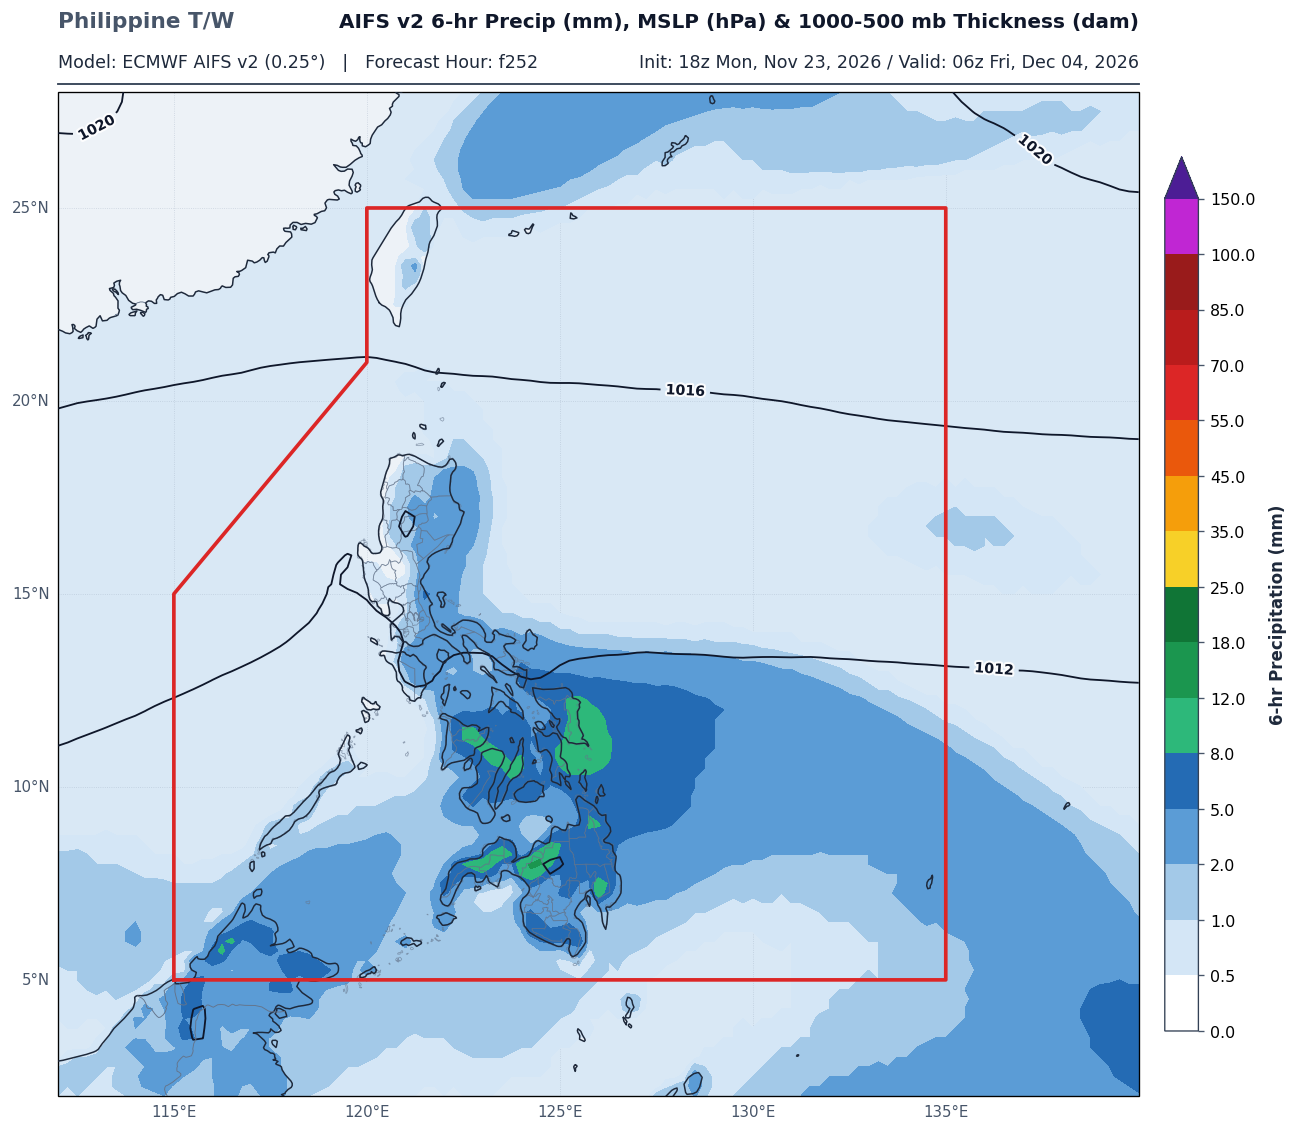 Philippine T/W
AIFS v2 6-hr Precip (mm), MSLP (hPa) & 1000-500 mb Thickness (dam)
Model: ECMWF AIFS v2 (0.25°) | Forecast Hour: f252
Init: 18z Mon, Nov 23, 2026 / Valid: 06z Fri, Dec 04, 2026
1020
1020
1016
1012
25°N
20°N
15°N
10°N
5°N
115°E
120°E
125°E
130°E
135°E
150.0
100.0
85.0
70.0
55.0
45.0
35.0
25.0
18.0
12.0
8.0
5.0
2.0
1.0
0.5
0.0
6-hr Precipitation (mm)